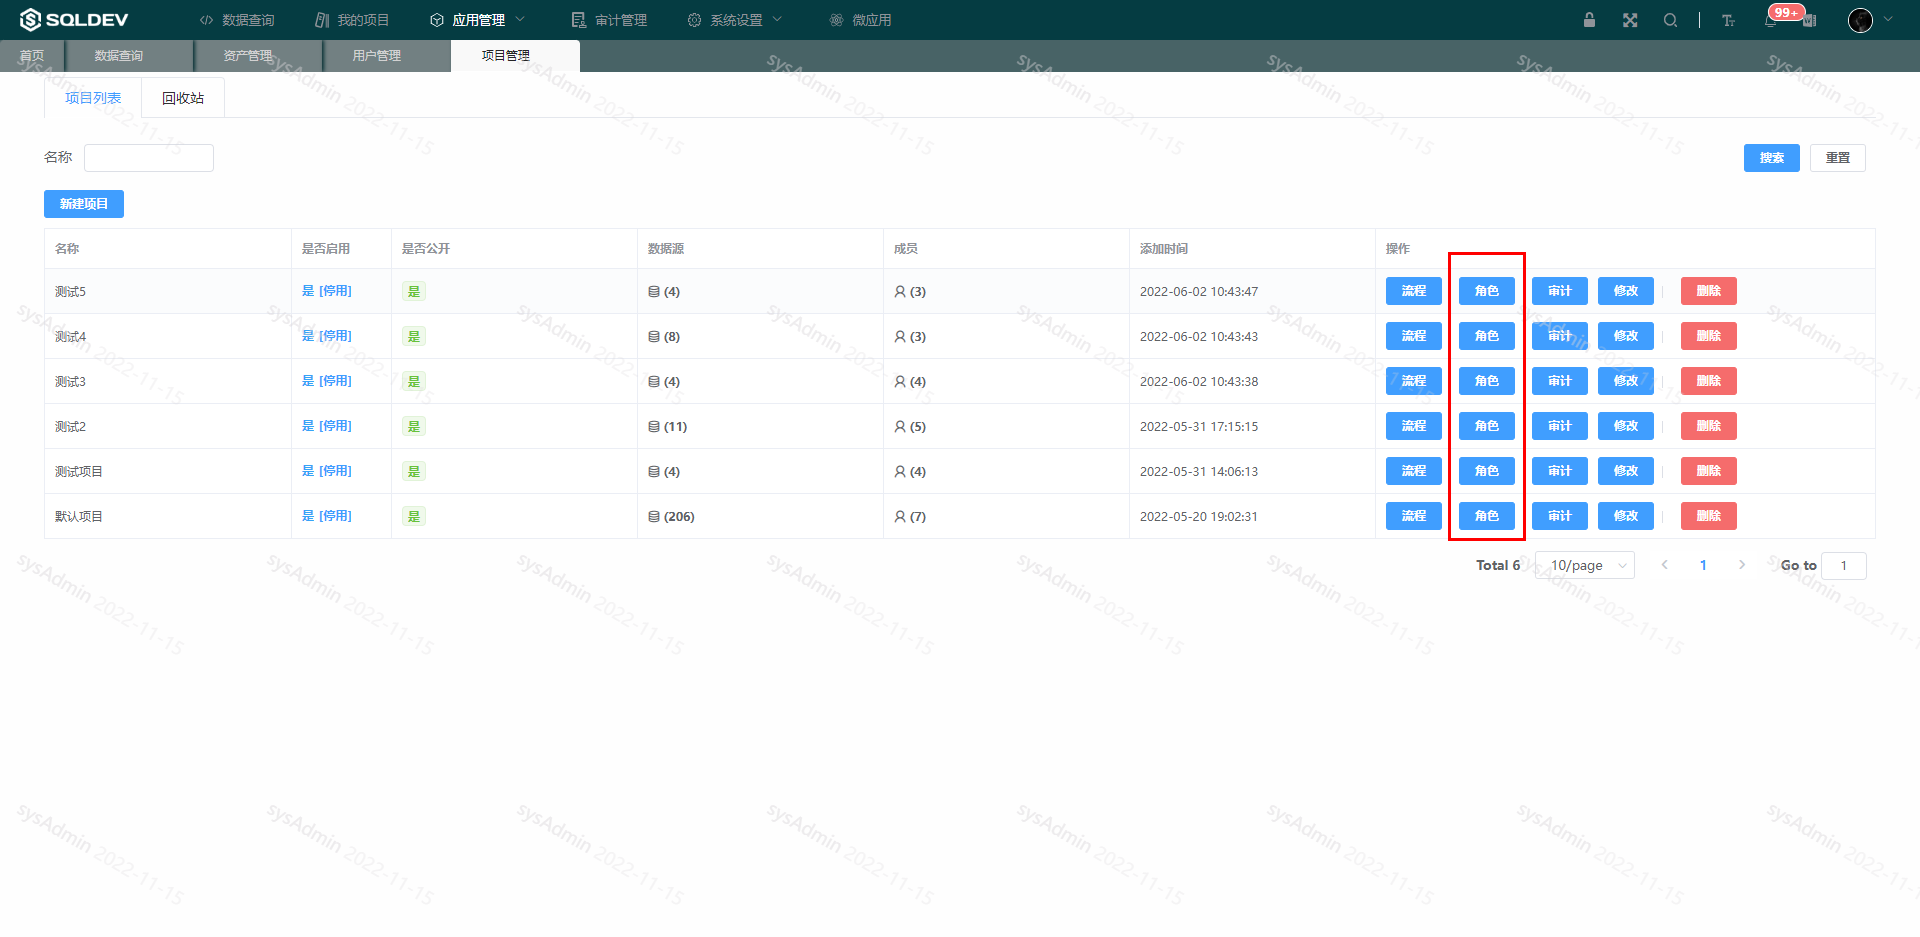 SQLDEV 数据查询 我的项目 应用管理 审计管理 系统设置 微应用 99+
首页 数据查询 资产管理 用户管理 项目管理
项目列表 回收站
名称 搜索 重置
新建项目
名称 是否启用 是否公开 数据源 成员 添加时间 操作
测试5 是 [停用] 是 (4) (3) 2022-06-02 10:43:47 流程 角色 审计 修改 删除
测试4 是 [停用] 是 (8) (3) 2022-06-02 10:43:43 流程 角色 审计 修改 删除
测试3 是 [停用] 是 (4) (4) 2022-06-02 10:43:38 流程 角色 审计 修改 删除
测试2 是 [停用] 是 (11) (5) 2022-05-31 17:15:15 流程 角色 审计 修改 删除
测试项目 是 [停用] 是 (4) (4) 2022-05-31 14:06:13 流程 角色 审计 修改 删除
默认项目 是 [停用] 是 (206) (7) 2022-05-20 19:02:31 流程 角色 审计 修改 删除
Total 6 10/page 1 Go to 1
sysAdmin 2022-11-15